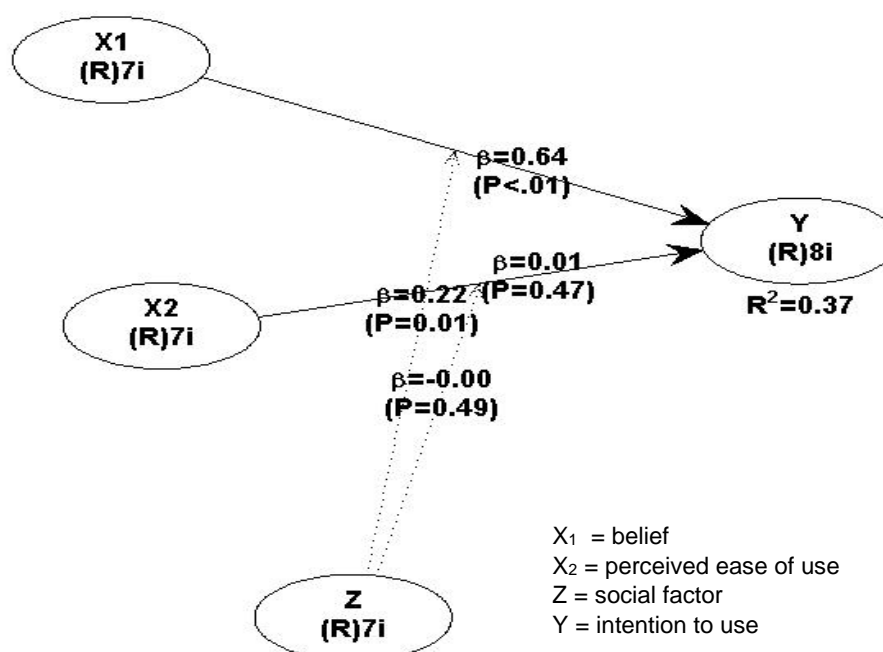 X1
(R)7i
β=0.64
(P<.01)
Y
(R)8i
R²=0.37
β=0.01
(P=0.47)
β=0.22
(P=0.01)
X2
(R)7i
β=-0.00
(P=0.49)
Z
(R)7i
X₁ = belief
X₂ = perceived ease of use
Z = social factor
Y = intention to use